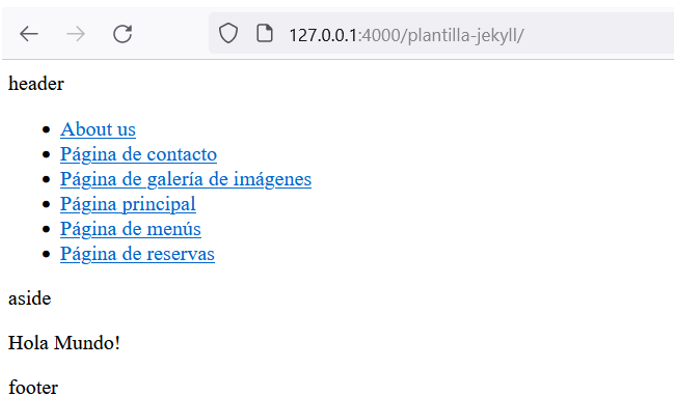 127.0.0.1:4000/plantilla-jekyll/
header
About us
Página de contacto
Página de galería de imágenes
Página principal
Página de menús
Página de reservas
aside
Hola Mundo!
footer